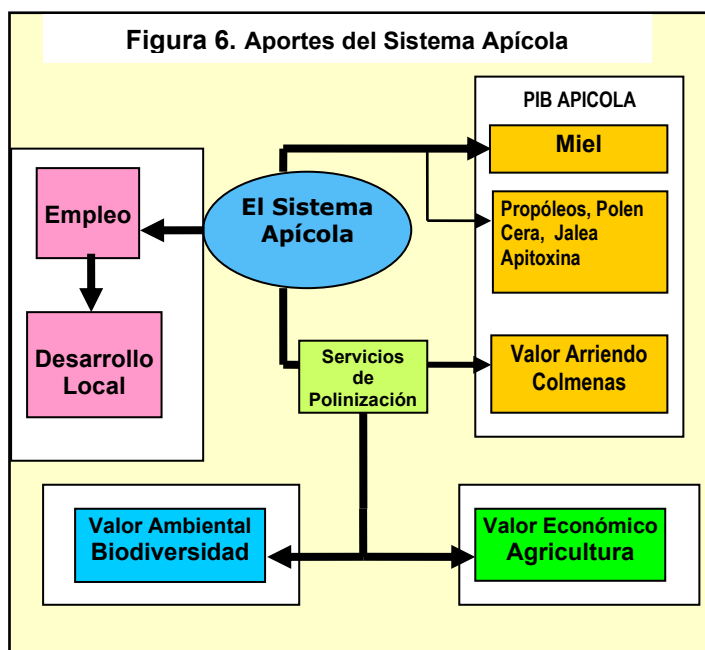 Figura 6. Aportes del Sistema Apícola
PIB APICOLA
Miel
Propóleos, Polen
Cera, Jalea
Apitoxina
El Sistema
Apícola
Empleo
Desarrollo
Local
Servicios
de
Polinización
Valor Arriendo
Colmenas
Valor Ambiental
Biodiversidad
Valor Económico
Agricultura